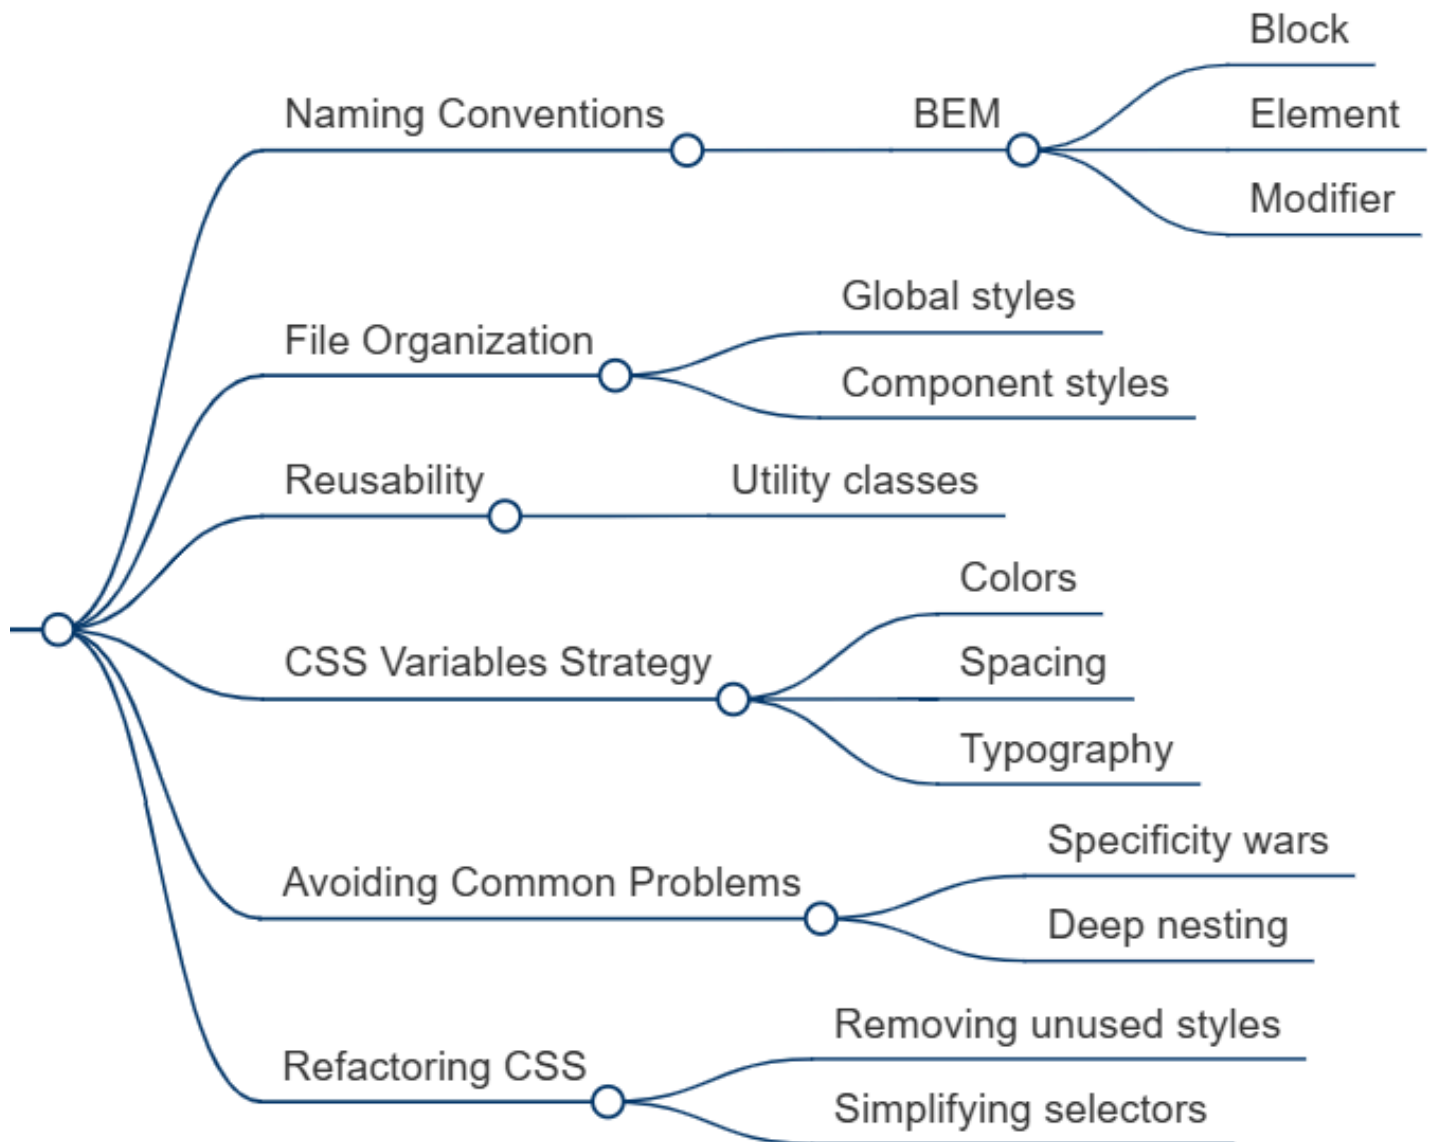 Naming Conventions
BEM
Block
Element
Modifier
File Organization
Global styles
Component styles
Reusability
Utility classes
CSS Variables Strategy
Colors
Spacing
Typography
Avoiding Common Problems
Specificity wars
Deep nesting
Refactoring CSS
Removing unused styles
Simplifying selectors